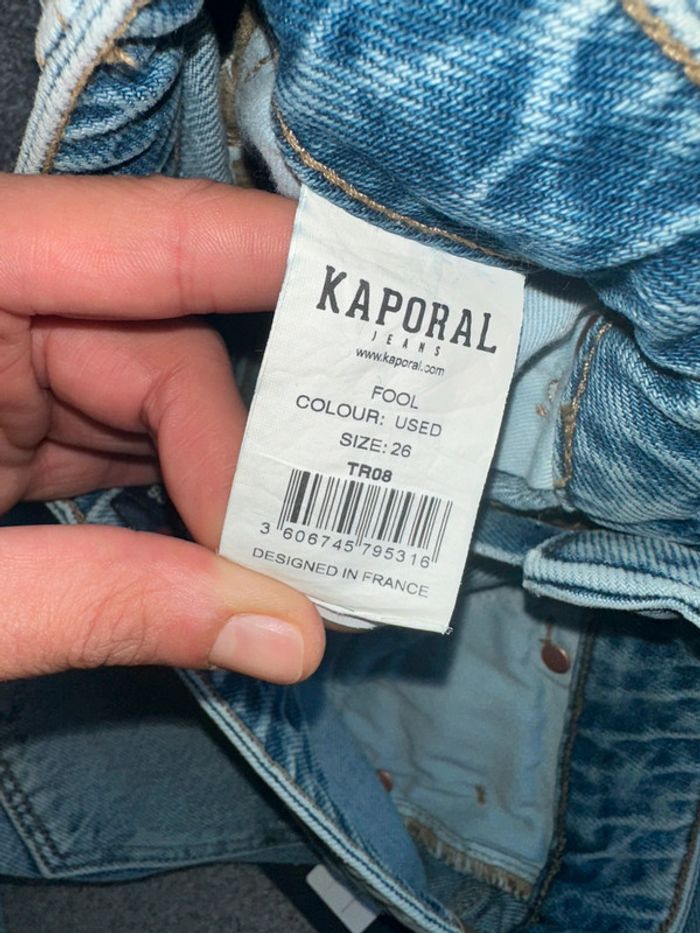 KAPORAL
JEANS
www.kaporal.com
FOOL
COLOUR: USED
SIZE: 26
TR08
3 606745 795316
DESIGNED IN FRANCE